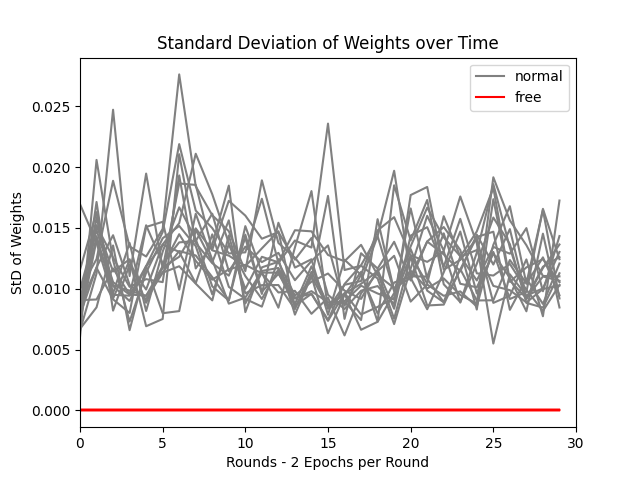 Standard Deviation of Weights over Time
normal
free
StD of Weights
0.025
0.020
0.015
0.010
0.005
0.000
0 5 10 15 20 25 30
Rounds - 2 Epochs per Round